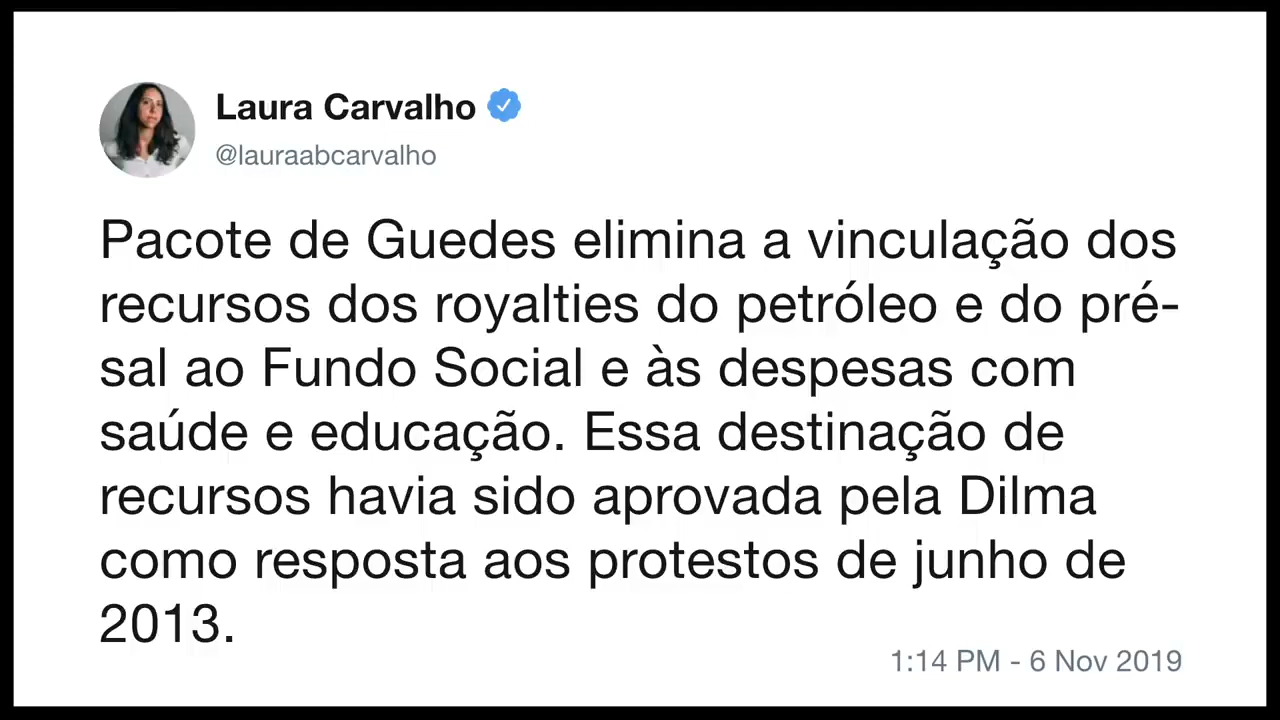 Laura Carvalho
@lauraabcarvalho
Pacote de Guedes elimina a vinculação dos
recursos dos royalties do petróleo e do pré-
sal ao Fundo Social e às despesas com
saúde e educação. Essa destinação de
recursos havia sido aprovada pela Dilma
como resposta aos protestos de junho de
2013.
1:14 PM - 6 Nov 2019